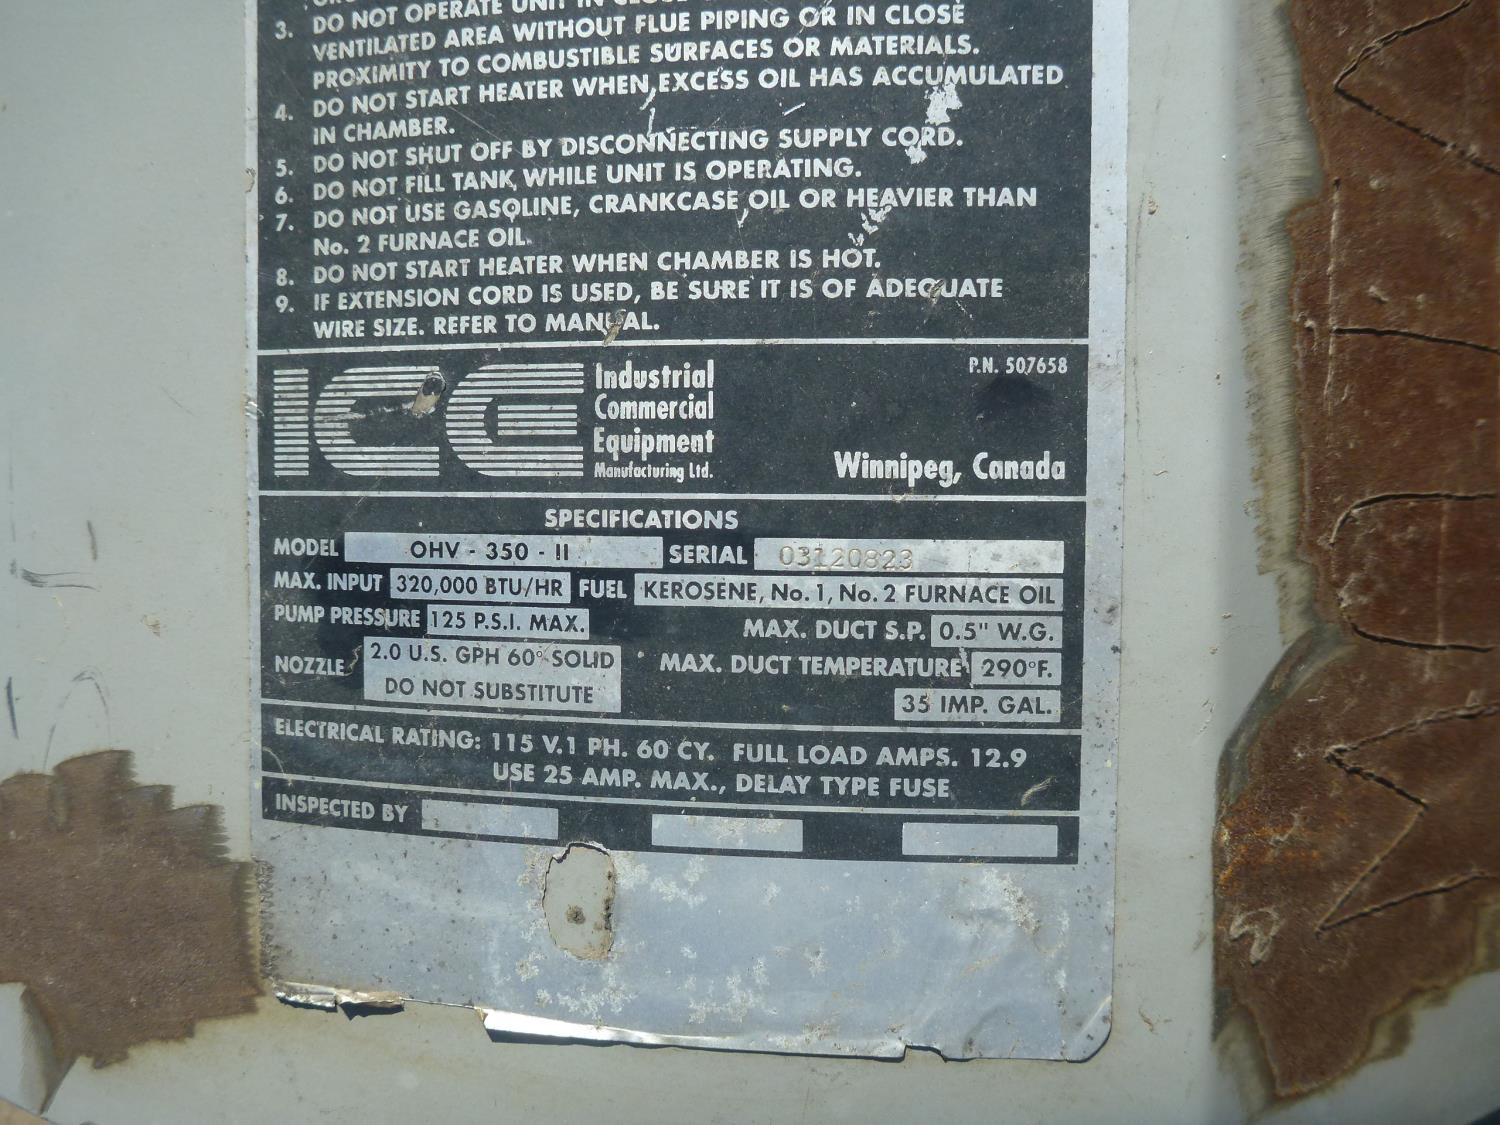 3. DO NOT OPERATE UNIT IN
VENTILATED AREA WITHOUT FLUE PIPING OR IN CLOSE
PROXIMITY TO COMBUSTIBLE SURFACES OR MATERIALS.
4. DO NOT START HEATER WHEN EXCESS OIL HAS ACCUMULATED
IN CHAMBER.
5. DO NOT SHUT OFF BY DISCONNECTING SUPPLY CORD.
6. DO NOT FILL TANK WHILE UNIT IS OPERATING.
7. DO NOT USE GASOLINE, CRANKCASE OIL OR HEAVIER THAN
No. 2 FURNACE OIL.
8. DO NOT START HEATER WHEN CHAMBER IS HOT.
9. IF EXTENSION CORD IS USED, BE SURE IT IS OF ADEQUATE
WIRE SIZE. REFER TO MANUAL.
P.N. 507658
ICE Industrial
Commercial
Equipment
Manufacturing Ltd.
Winnipeg, Canada
SPECIFICATIONS
MODEL OHV - 350 - II SERIAL 03120823
MAX. INPUT 320,000 BTU/HR FUEL KEROSENE, No. 1, No. 2 FURNACE OIL
PUMP PRESSURE 125 P.S.I. MAX. MAX. DUCT S.P. 0.5" W.G.
NOZZLE 2.0 U.S. GPH 60° SOLID MAX. DUCT TEMPERATURE 290°F.
DO NOT SUBSTITUTE 35 IMP. GAL.
ELECTRICAL RATING: 115 V.1 PH. 60 CY. FULL LOAD AMPS. 12.9
USE 25 AMP. MAX., DELAY TYPE FUSE
INSPECTED BY